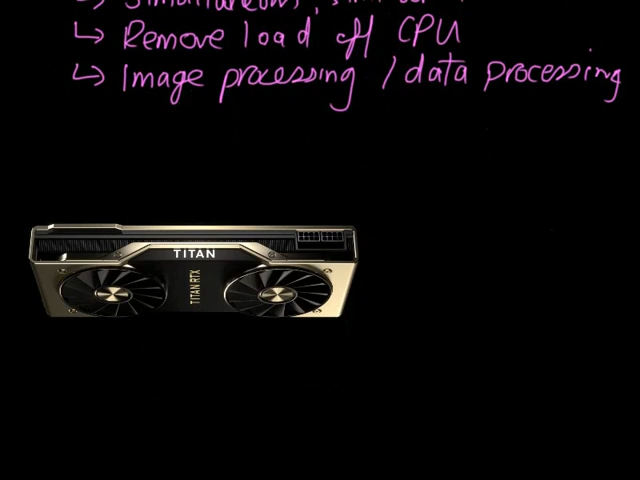 ↳ Remove load off CPU
↳ Image processing / data processing
TITAN
TITAN RTX